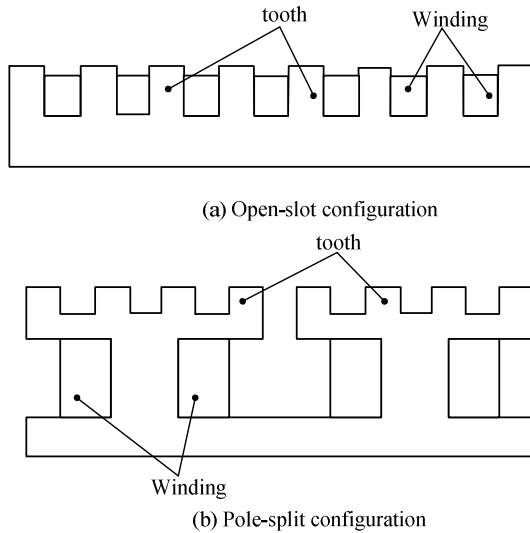 tooth
Winding
(a) Open-slot configuration
tooth
Winding
(b) Pole-split configuration